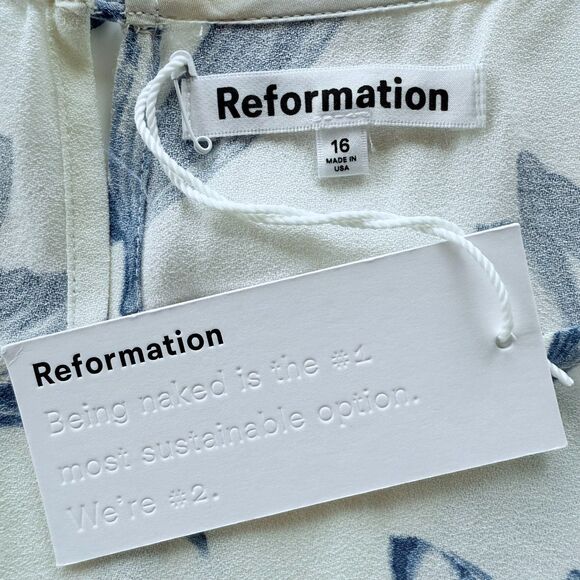 Reformation
16
MADE IN
USA
Reformation
Being naked is the #1
most sustainable option.
We're #2.